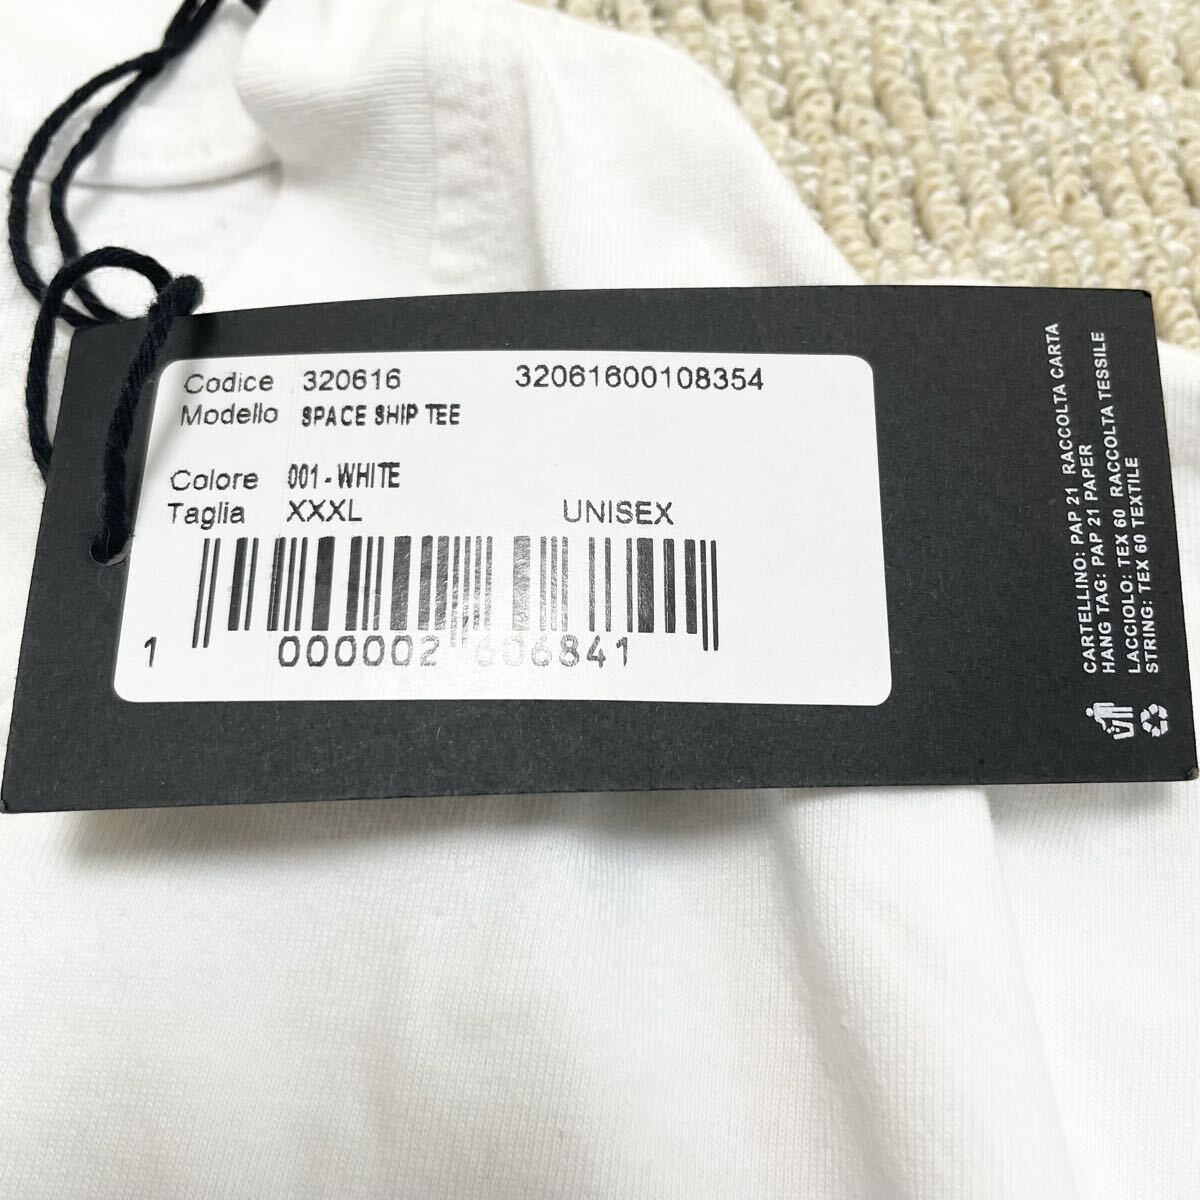 Codice 320616 32061600108354
Modello SPACE SHIP TEE
Colore 001-WHITE
Taglia XXXL UNISEX
1 000002 606841
CARTELLINO: PAP 21 RACCOLTA CARTA
HANG TAG: PAP 21 PAPER
LACCIOLO: TEX 60 RACCOLTA TESSILE
STRING: TEX 60 TEXTILE